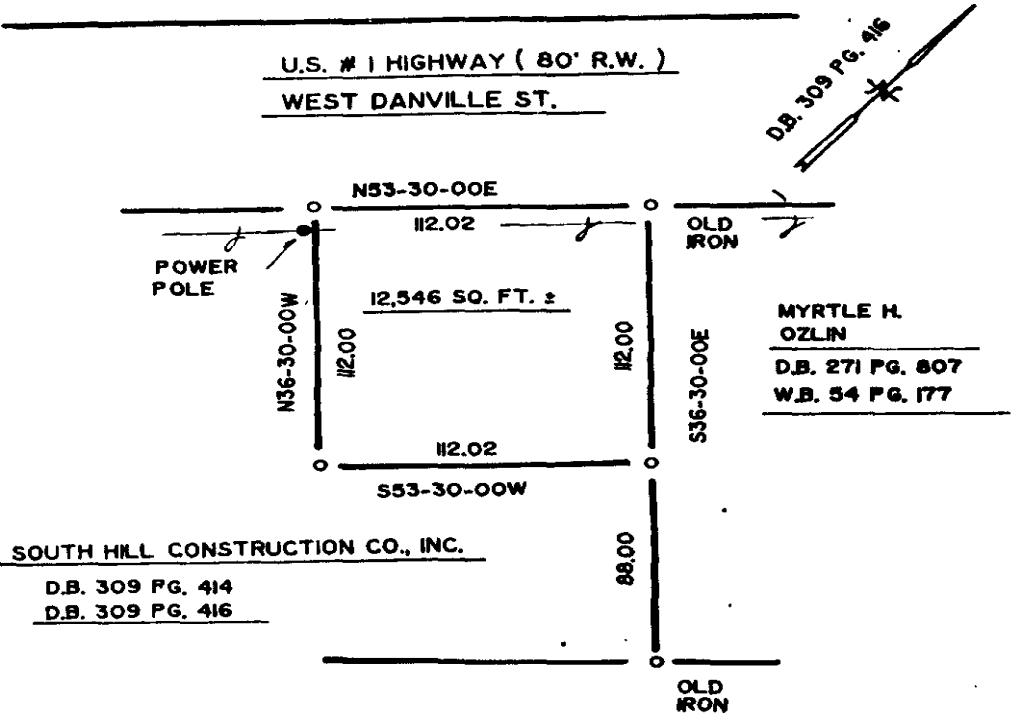 U.S. # 1 HIGHWAY ( 80' R.W. )
WEST DANVILLE ST.
D.B. 309 PG. 416
N53-30-00E
112.02
OLD
IRON
POWER
POLE
12,546 SQ. FT. ±
N36-30-00W
112.00
112.00
S36-30-00E
MYRTLE H.
OZLIN
D.B. 271 PG. 807
W.B. 54 PG. 177
112.02
S53-30-00W
SOUTH HILL CONSTRUCTION CO., INC.
D.B. 309 PG. 414
D.B. 309 PG. 416
88.00
OLD
IRON